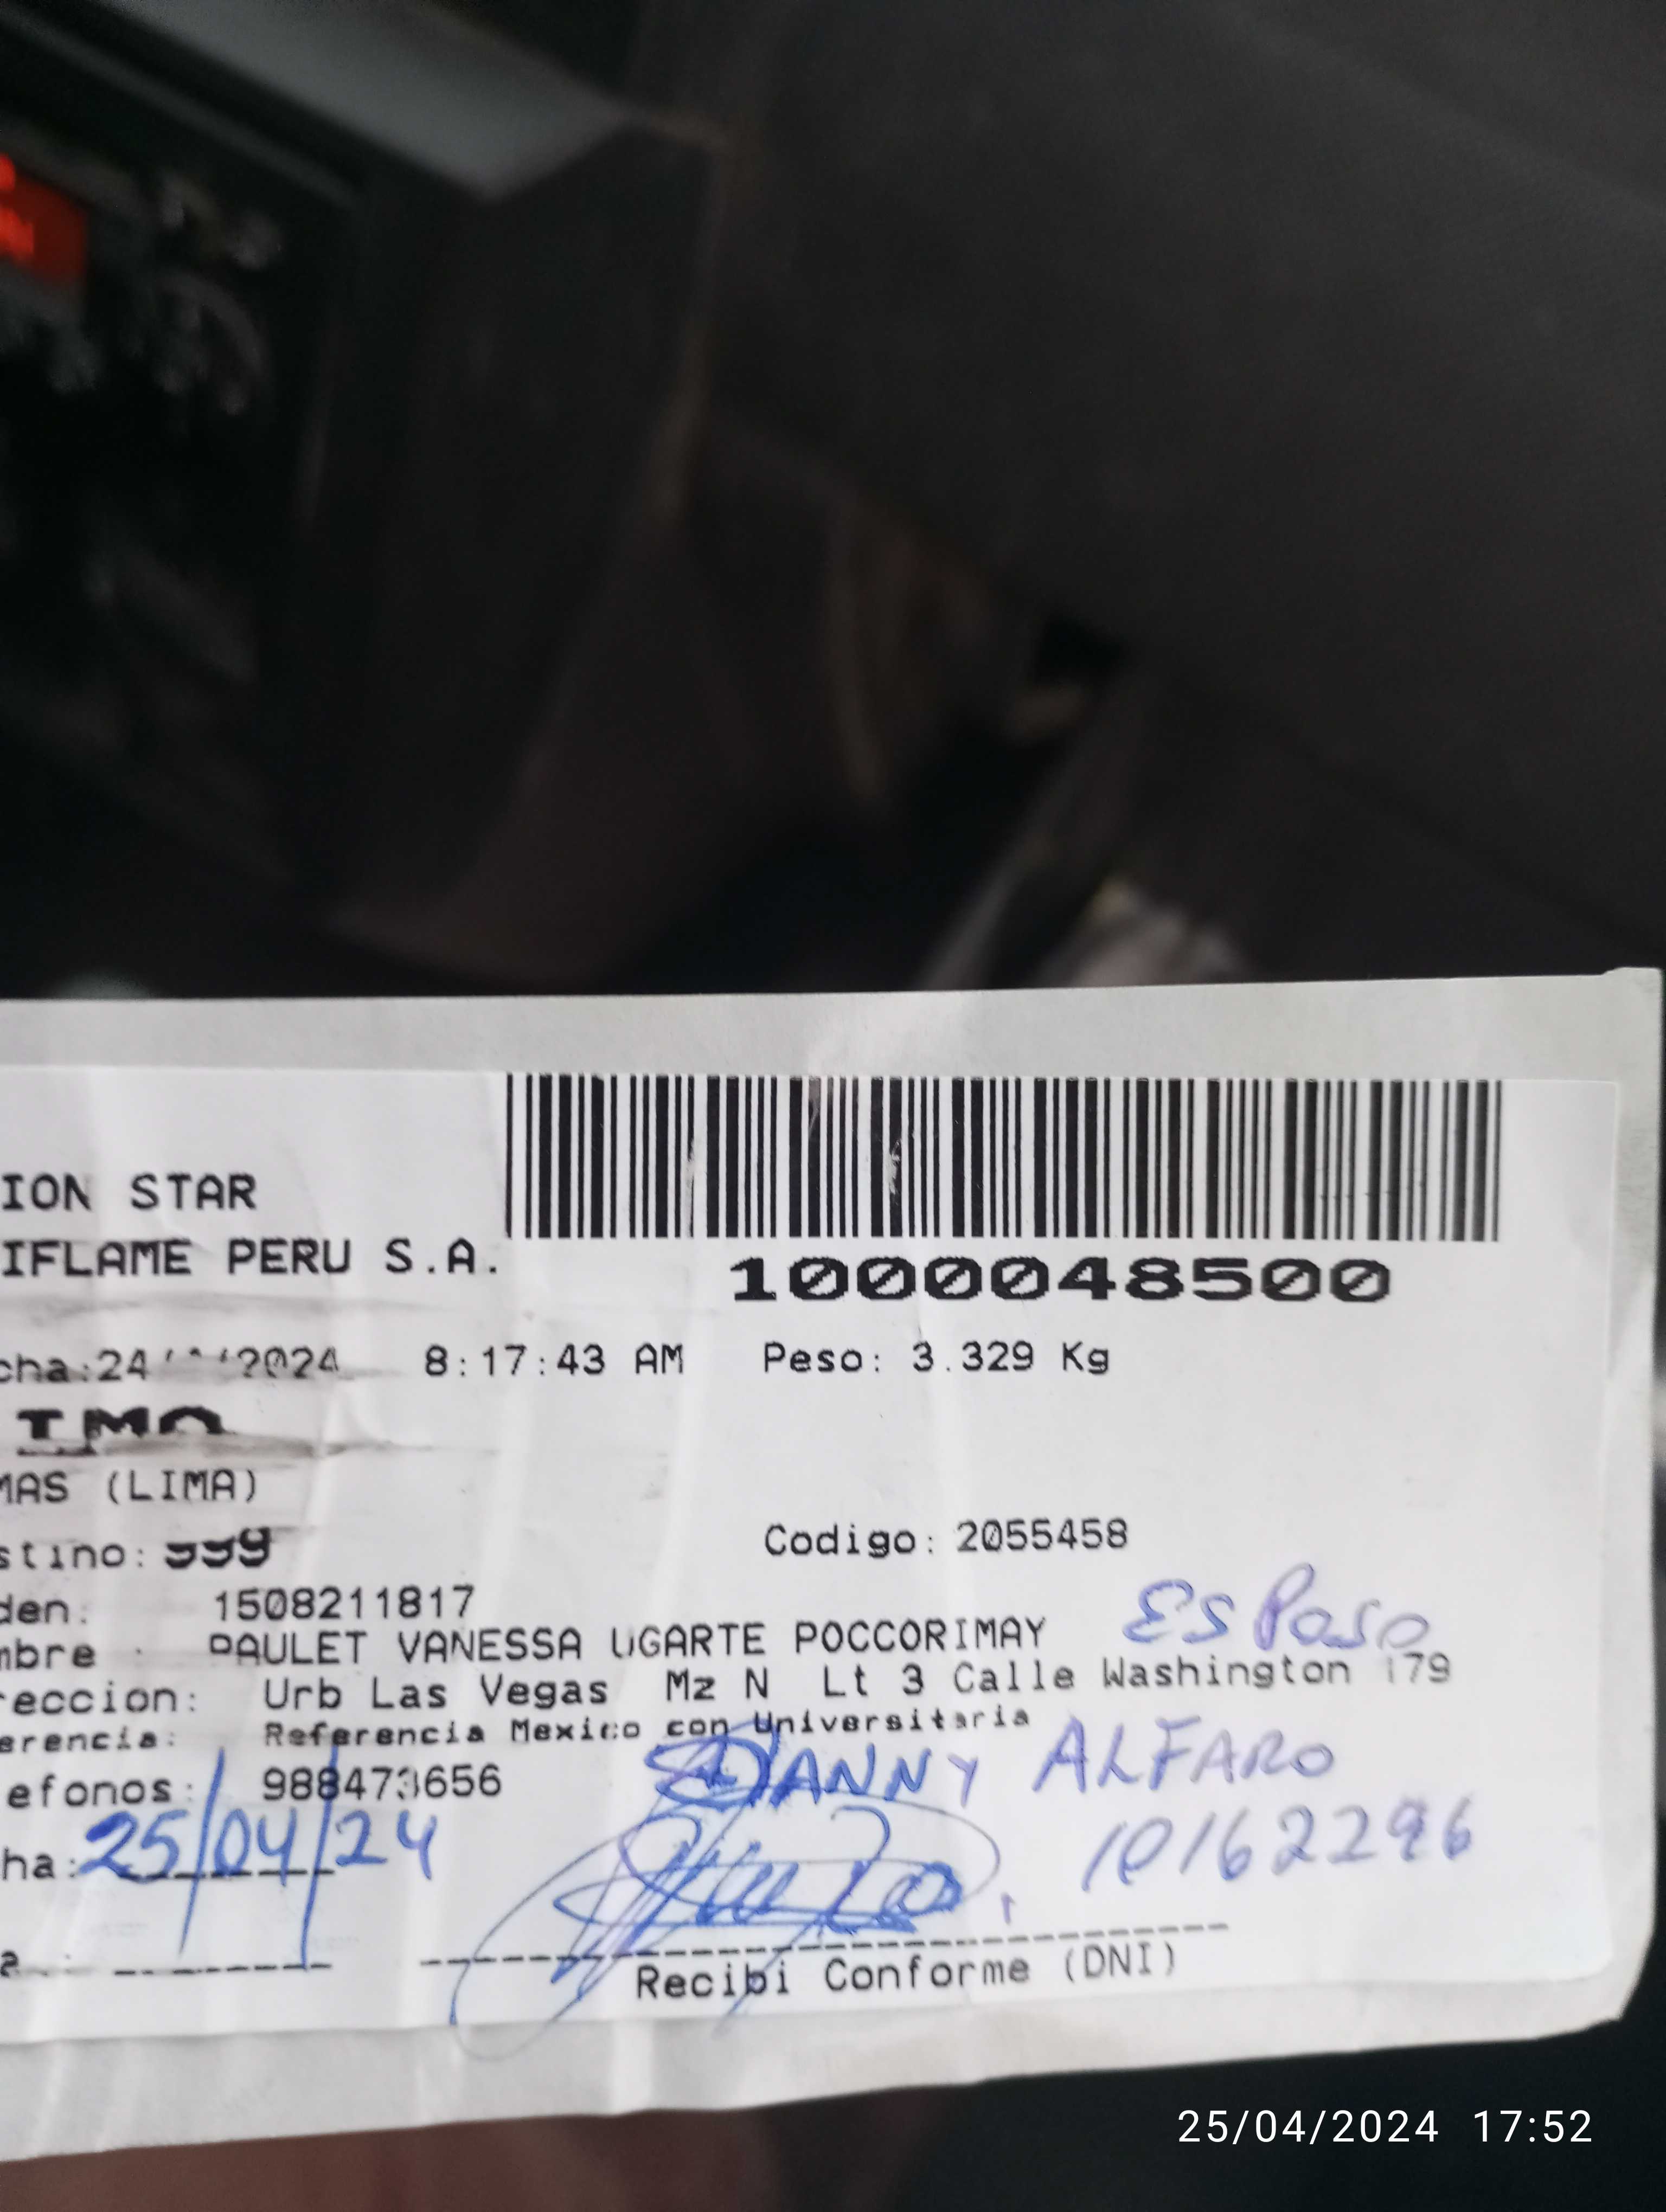 ION STAR
IFLAME PERU S.A.
1000048500
cha:24 2024 8:17:43 AM Peso: 3.329 Kg
IMA
MAS (LIMA)
stino: 999 Codigo: 2055458
den: 1508211817
Esposo
mbre : PAULET VANESSA UGARTE POCCORIMAY
reccion: Urb Las Vegas Mz N Lt 3 Calle Washington 179
erencia: Referencia Mexico con Universitaria
DANNY ALFARO
efonos: 988473656
ha: 25/04/24
10162296
a : 
Recibi Conforme (DNI)
25/04/2024 17:52